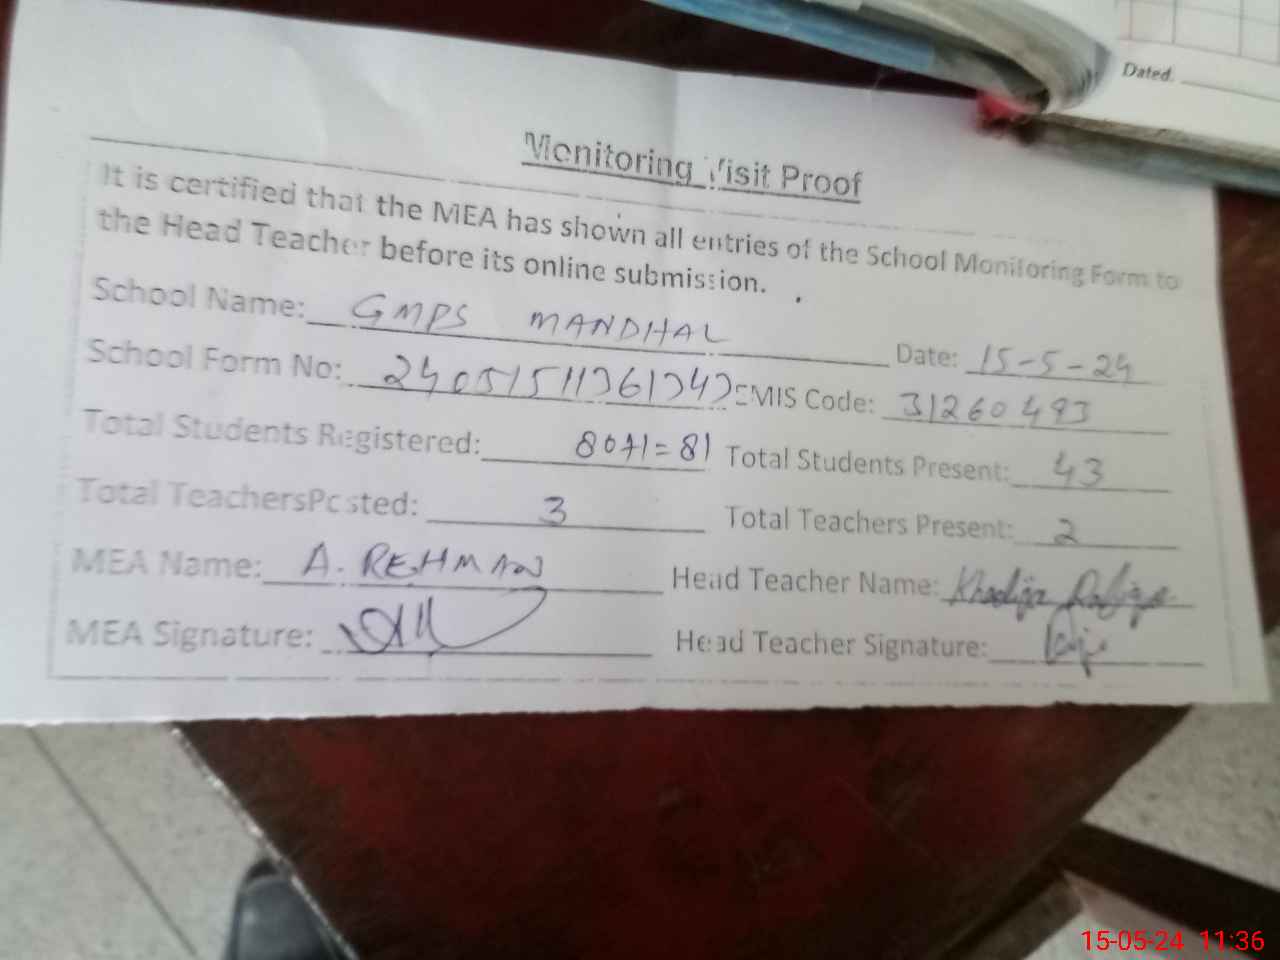 Dated.
Monitoring Visit Proof
It is certified that the MEA has shown all entries of the School Monitoring Form to
the Head Teacher before its online submission.
School Name: GMPS MANDHAL Date: 15-5-24
School Form No: EMIS Code: 31260493
Total Students Registered: 80+1=81 Total Students Present: 43
Total TeachersPosted: 3 Total Teachers Present: 2
MEA Name: A. REHMAN Head Teacher Name: Khadija
MEA Signature: Head Teacher Signature:
15-05-24 11:36